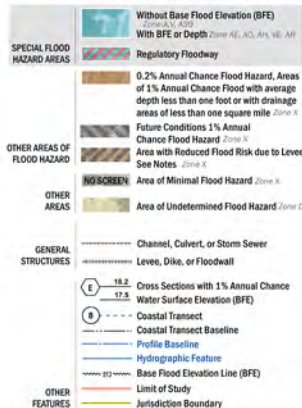 Without Base Flood Elevation (BFE)
Zone A,V, A99
With BFE or Depth Zone AE, AO, AH, VE, AR
SPECIAL FLOOD
HAZARD AREAS
Regulatory Floodway
0.2% Annual Chance Flood Hazard, Areas
of 1% Annual Chance Flood with average
depth less than one foot or with drainage
areas of less than one square mile Zone X
Future Conditions 1% Annual
Chance Flood Hazard Zone X
OTHER AREAS OF
FLOOD HAZARD
Area with Reduced Flood Risk due to Levee
See Notes Zone X
NO SCREEN Area of Minimal Flood Hazard Zone X
OTHER
AREAS
Area of Undetermined Flood Hazard Zone D
GENERAL
STRUCTURES
Channel, Culvert, or Storm Sewer
Levee, Dike, or Floodwall
E 18.2 Cross Sections with 1% Annual Chance
17.5 Water Surface Elevation (BFE)
8 Coastal Transect
Coastal Transect Baseline
Profile Baseline
Hydrographic Feature
513 Base Flood Elevation Line (BFE)
OTHER
FEATURES
Limit of Study
Jurisdiction Boundary